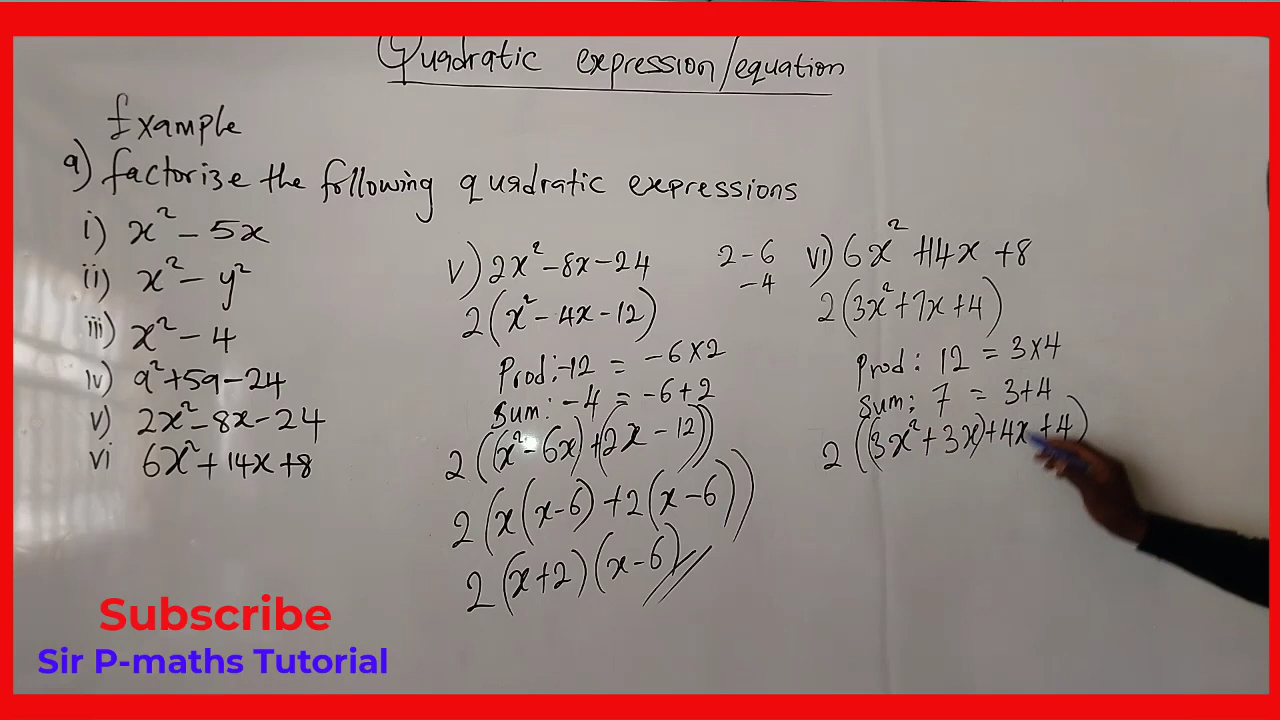 Quadratic expression/equation
Example
a) factorize the following quadratic expressions
i) x² - 5x
ii) x² - y²
iii) x² - 4
iv) a²+5a-24
v) 2x²-8x-24
vi 6x²+14x+8
v) 2x²-8x-24
2(x²-4x-12)
Prod:-12 = -6x2
Sum: -4 = -6+2
2((x²-6x)+(2x-12))
2(x(x-6)+2(x-6))
2(x+2)(x-6)
2-6
-4
vi) 6x²+14x+8
2(3x²+7x+4)
Prod: 12 = 3x4
Sum: 7 = 3+4
2((3x²+3x)+4x+4)
Subscribe
Sir P-maths Tutorial